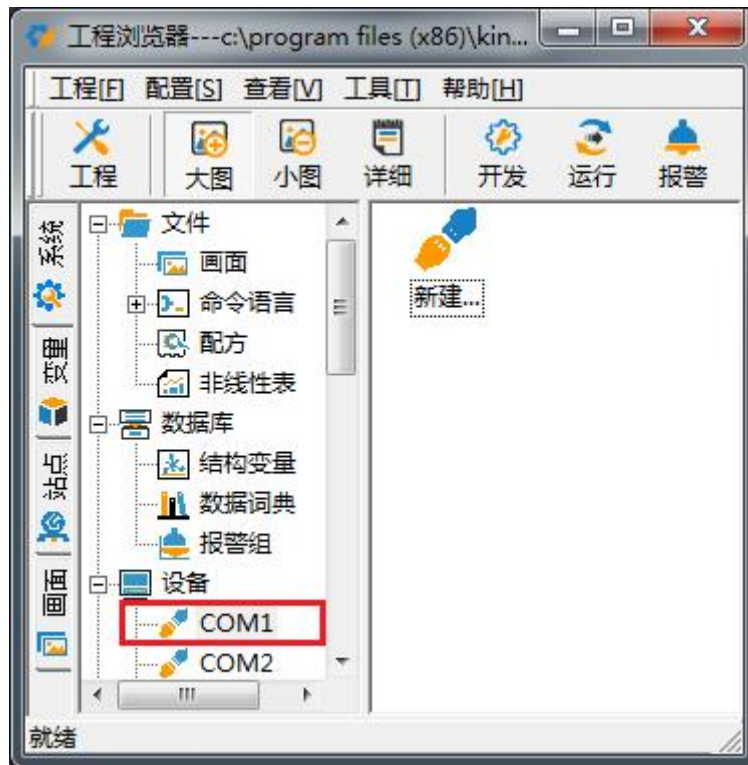 工程浏览器---c:\program files (x86)\kin...
工程[F] 配置[S] 查看[V] 工具[T] 帮助[H]
工程 大图 小图 详细 开发 运行 报警
系统
变量
站点
画面
文件
画面
命令语言
配方
非线性表
数据库
结构变量
数据词典
报警组
设备
COM1
COM2
新建...
就绪